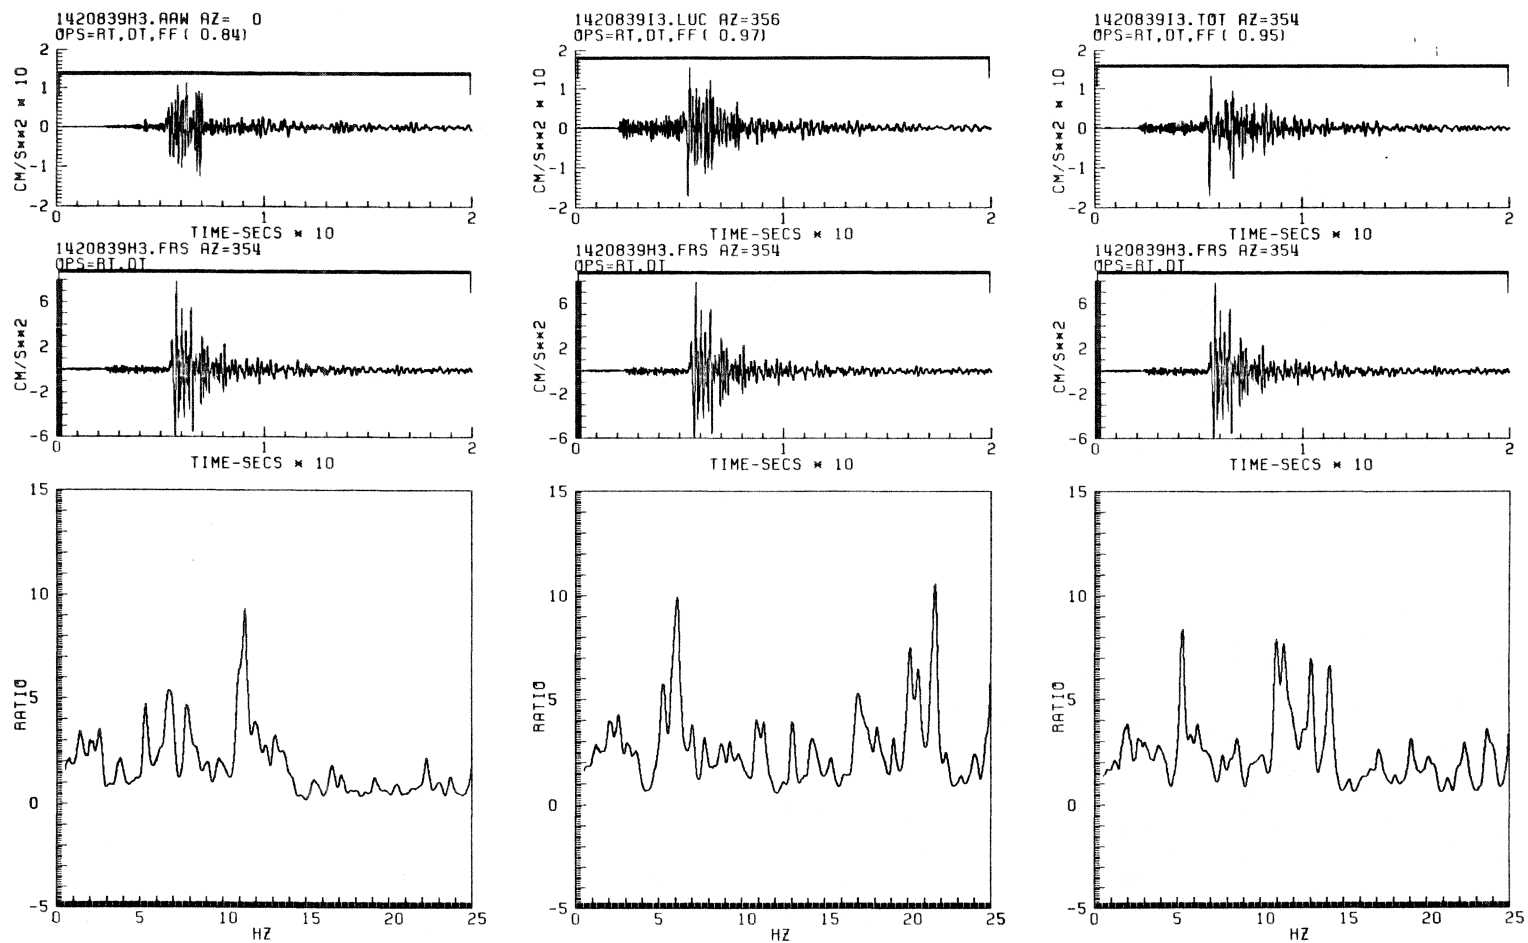 1420839H3.AAW AZ= 0
OPS=RT,DT,FF( 0.84)
2
1
0
-1
-2
CM/S**2 * 10
0 1 2
TIME-SECS * 10
1420839H3.FRS AZ=354
OPS=RT,DT
6
2
-2
-6
CM/S**2
0 1 2
TIME-SECS * 10
15
10
5
0
-5
RATIO
0 5 10 15 20 25
HZ
1420839I3.LUC AZ=356
OPS=RT,DT,FF( 0.97)
2
1
0
-1
-2
CM/S**2 * 10
0 1 2
TIME-SECS * 10
1420839H3.FRS AZ=354
OPS=RT,DT
6
2
-2
-6
CM/S**2
0 1 2
TIME-SECS * 10
15
10
5
0
-5
RATIO
0 5 10 15 20 25
HZ
1420839I3.TOT AZ=354
OPS=RT,DT,FF( 0.95)
2
1
0
-1
-2
CM/S**2 * 10
0 1 2
TIME-SECS * 10
1420839H3.FRS AZ=354
OPS=RT,DT
6
2
-2
-6
CM/S**2
0 1 2
TIME-SECS * 10
15
10
5
0
-5
RATIO
0 5 10 15 20 25
HZ